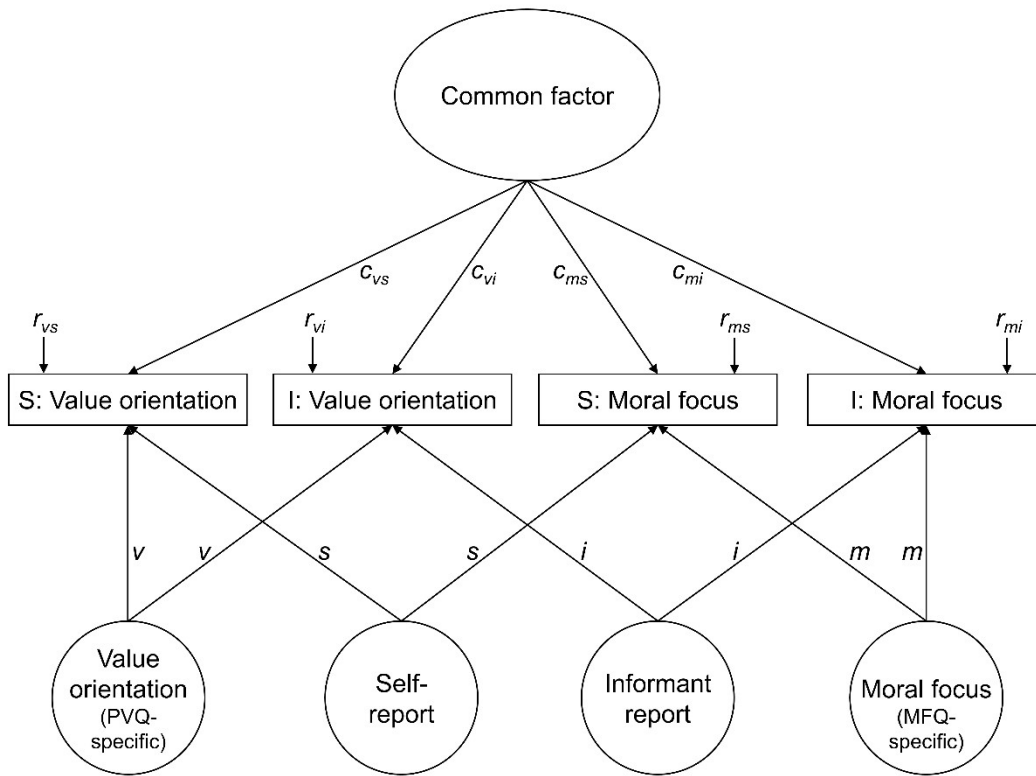 Common factor
c_vs
c_vi
c_ms
c_mi
r_vs
r_vi
r_ms
r_mi
S: Value orientation
I: Value orientation
S: Moral focus
I: Moral focus
v
v
s
s
i
i
m
m
Value
orientation
(PVQ-
specific)
Self-
report
Informant
report
Moral focus
(MFQ-
specific)